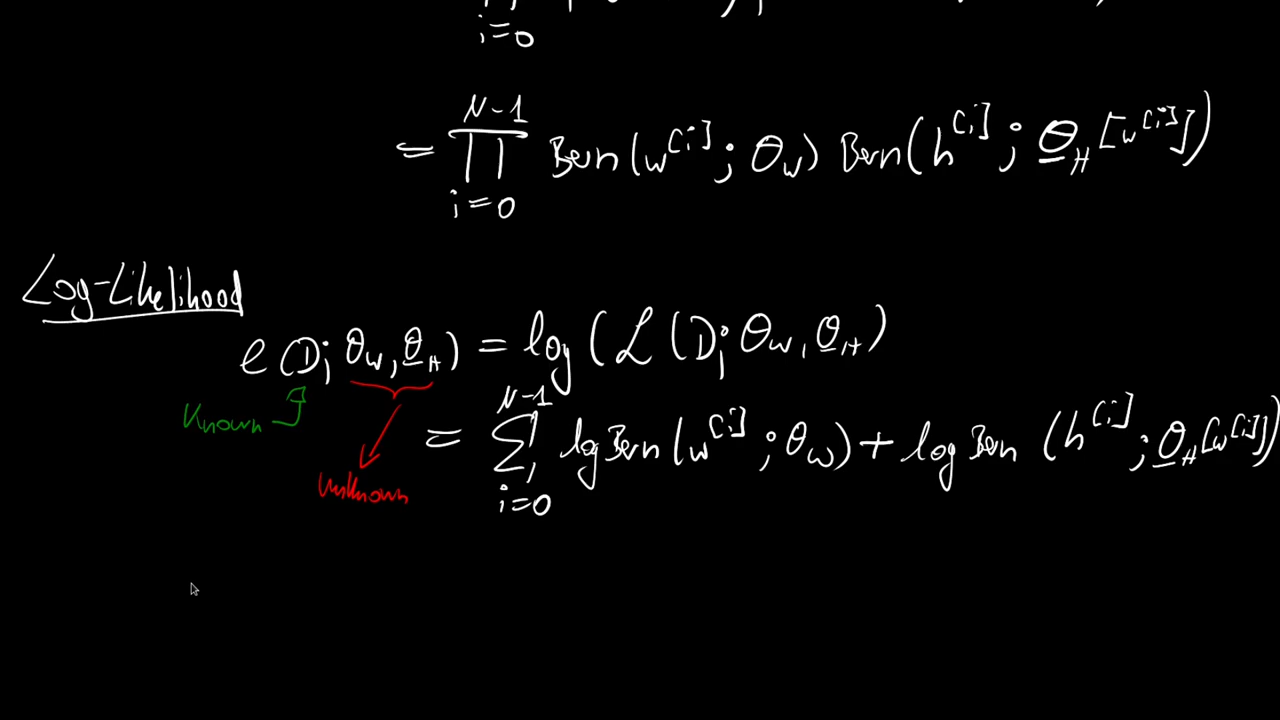 i=0
N-1
= ∏ Bern(w^[i] ; θ_w) Bern(h^[i] ; θ_H[w^[i]])
i=0
Log-Likelihood
ℓ(D; θ_w, θ_H) = log(ℒ(D; θ_w, θ_H)
Known
N-1
= ∑ log Bern(w^[i] ; θ_w) + log Bern (h^[i] ; θ_H[w^[i]])
Unknown
i=0